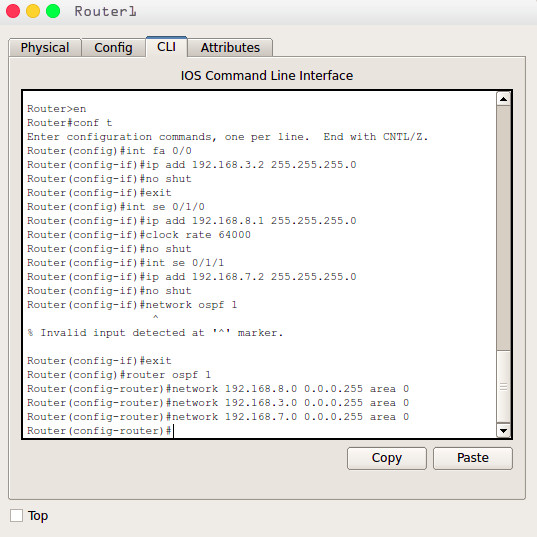 Router1
Physical Config CLI Attributes
IOS Command Line Interface
Router>en
Router#conf t
Enter configuration commands, one per line.  End with CNTL/Z.
Router(config)#int fa 0/0
Router(config-if)#ip add 192.168.3.2 255.255.255.0
Router(config-if)#no shut
Router(config-if)#exit
Router(config)#int se 0/1/0
Router(config-if)#ip add 192.168.8.1 255.255.255.0
Router(config-if)#clock rate 64000
Router(config-if)#no shut
Router(config-if)#int se 0/1/1
Router(config-if)#ip add 192.168.7.2 255.255.255.0
Router(config-if)#no shut
Router(config-if)#network ospf 1
^
% Invalid input detected at '^' marker.
Router(config-if)#exit
Router(config)#router ospf 1
Router(config-router)#network 192.168.8.0 0.0.0.255 area 0
Router(config-router)#network 192.168.3.0 0.0.0.255 area 0
Router(config-router)#network 192.168.7.0 0.0.0.255 area 0
Router(config-router)#
Copy Paste
Top